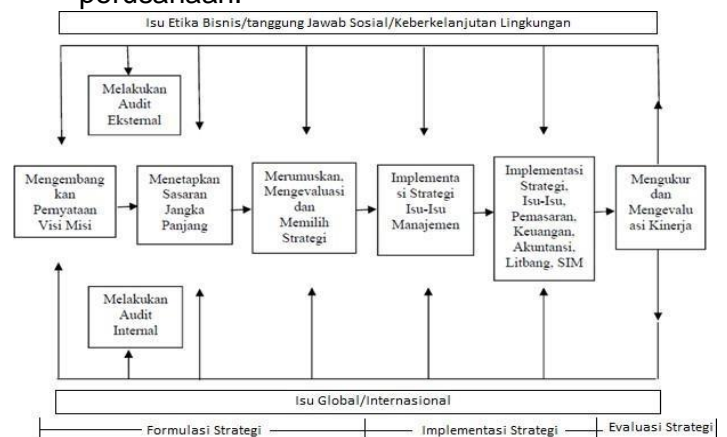 perusahaan.
Isu Etika Bisnis/tanggung Jawab Sosial/Keberkelanjutan Lingkungan
Melakukan
Audit
Eksternal
Mengembang
kan
Pernyataan
Visi Misi
Menetapkan
Sasaran
Jangka
Panjang
Merumuskan,
Mengevaluasi
dan
Memilih
Strategi
Implementa
si Strategi
Isu-Isu
Manajemen
Implementasi
Strategi,
Isu-Isu,
Pemasaran,
Keuangan,
Akuntansi,
Litbang, SIM
Mengukur
dan
Mengevalu
asi Kinerja
Melakukan
Audit
Internal
Isu Global/Internasional
Formulasi Strategi
Implementasi Strategi
Evaluasi Strategi